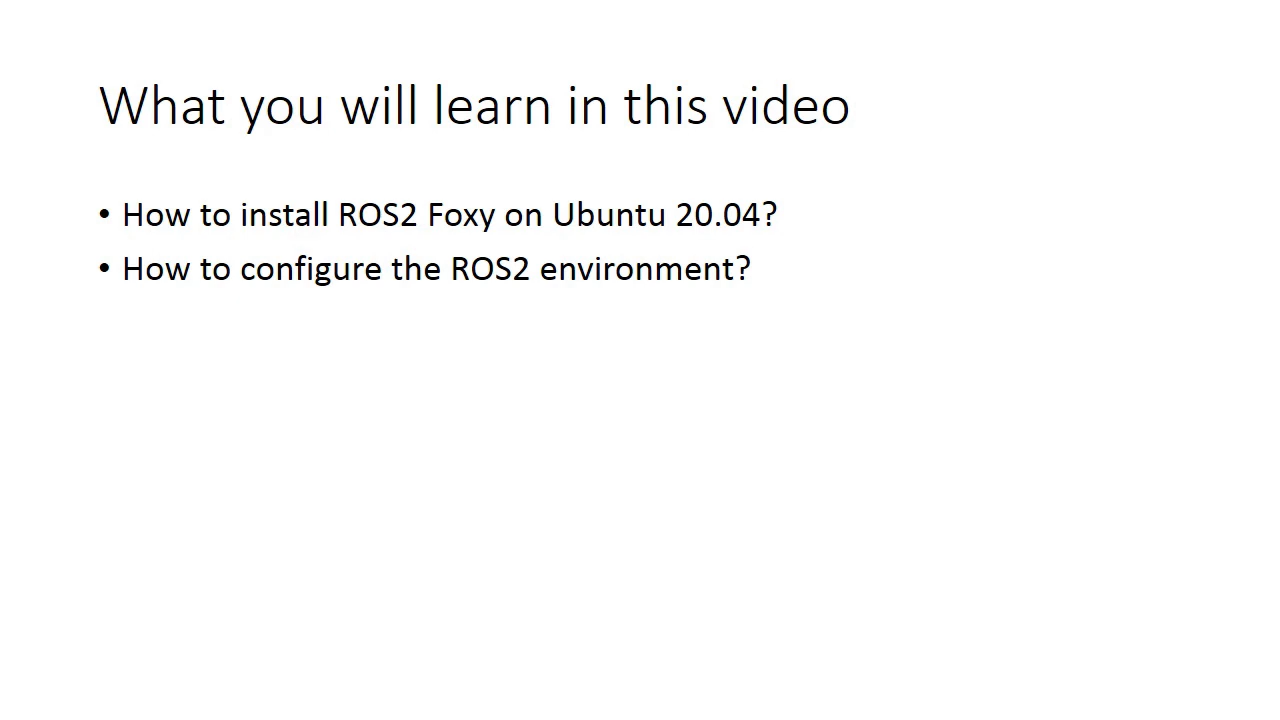 What you will learn in this video
• How to install ROS2 Foxy on Ubuntu 20.04?
• How to configure the ROS2 environment?